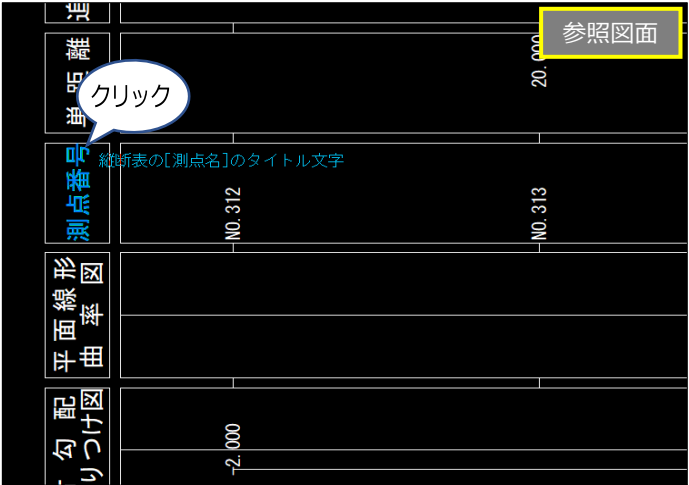 参照図面
追
単距離
20.000
クリック
測点番号
縦断表の[測点名]のタイトル文字
NO.312
NO.313
平面線形
曲率図
勾配
りつけ図
-2.000